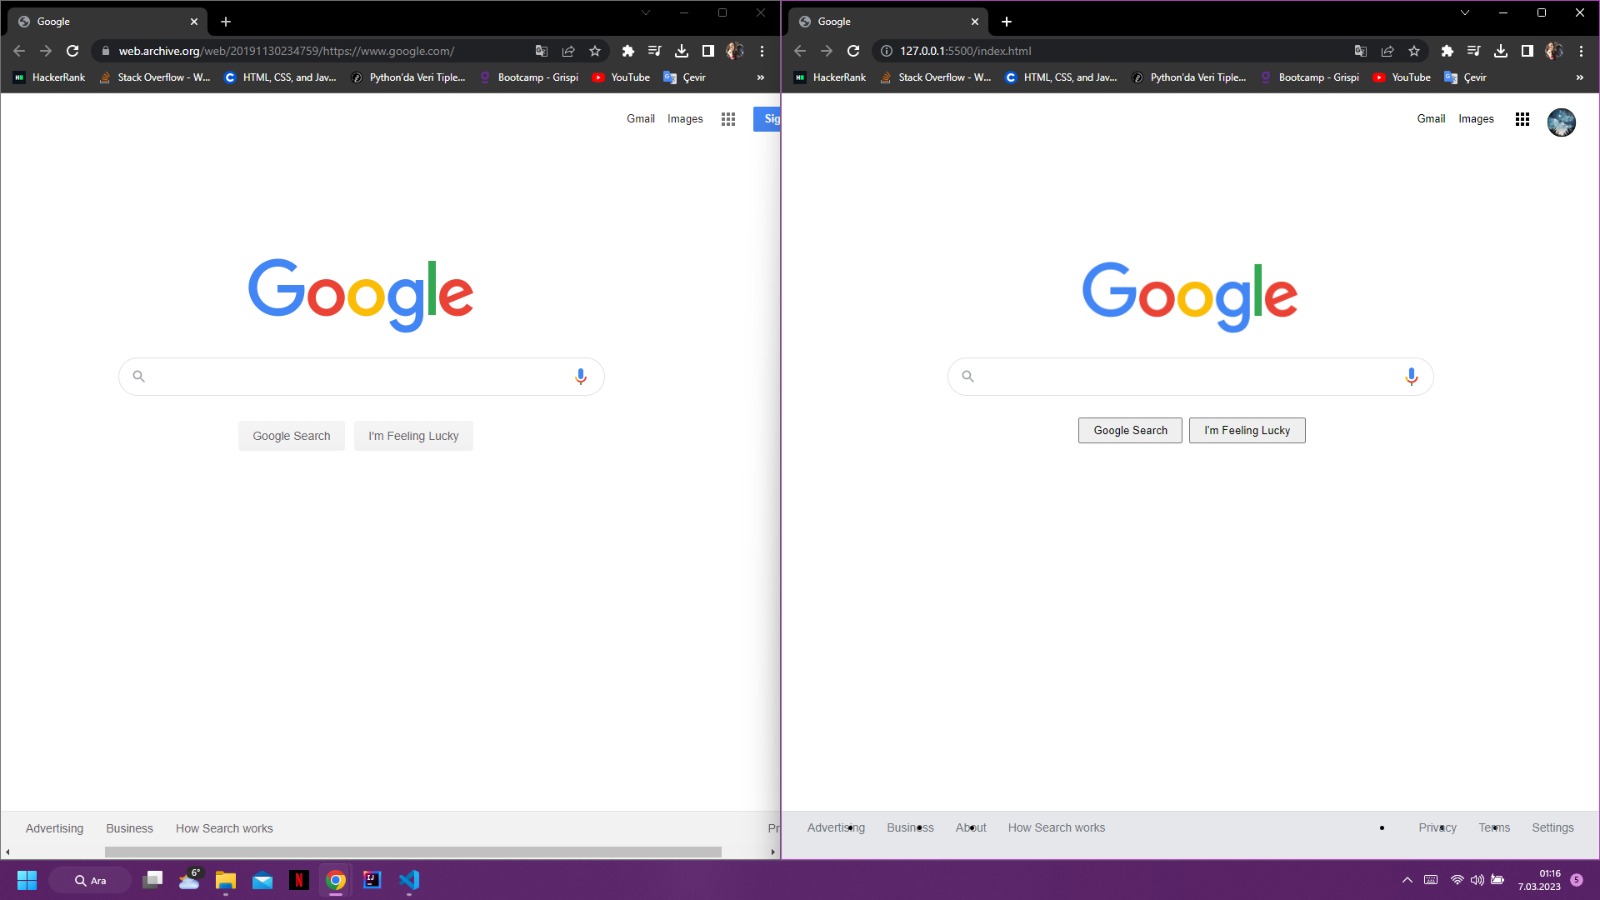 Google
web.archive.org/web/20191130234759/https://www.google.com/
HackerRank Stack Overflow - W... HTML, CSS, and Jav... Python'da Veri Tiple... Bootcamp - Grispi YouTube Çevir »
Gmail Images Sig
Google
Google Search I'm Feeling Lucky
Advertising Business How Search works Pr
Google
127.0.0.1:5500/index.html
HackerRank Stack Overflow - W... HTML, CSS, and Jav... Python'da Veri Tiple... Bootcamp - Grispi YouTube Çevir »
Gmail Images
Google
Google Search I'm Feeling Lucky
Advertising Business About How Search works Privacy Terms Settings
Ara 6° N 01:16 5
7.03.2023